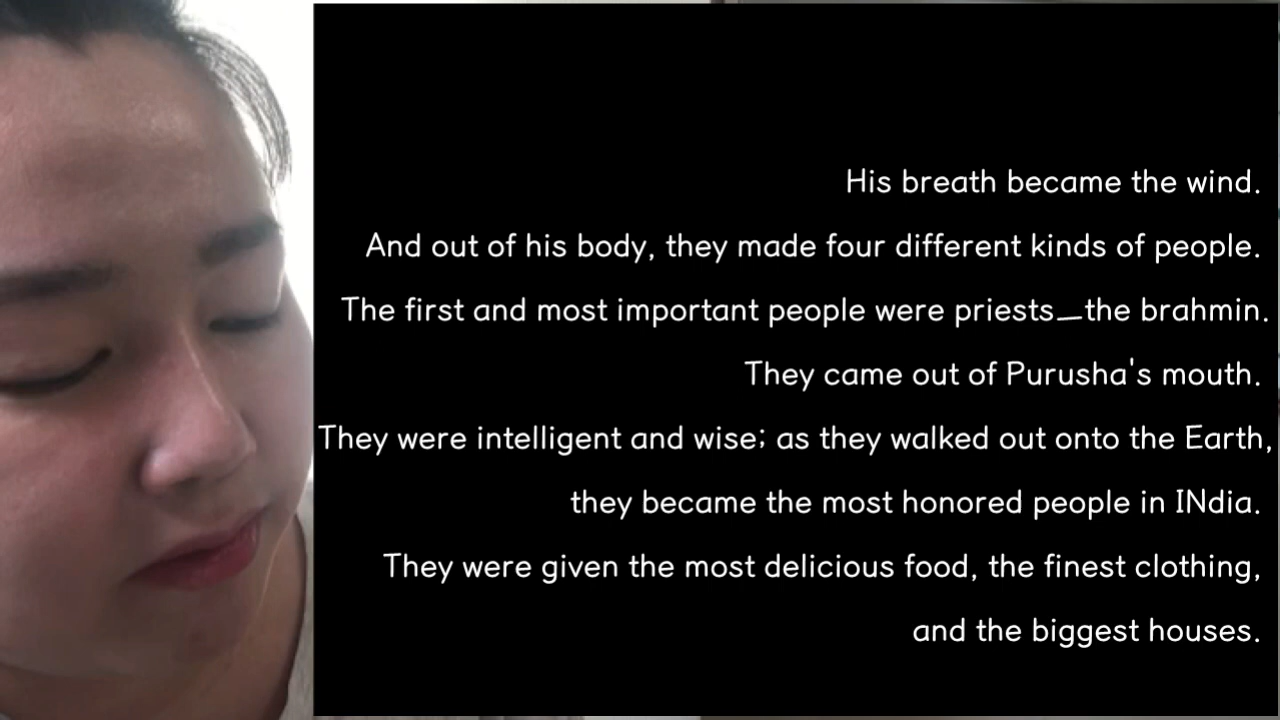 His breath became the wind.
And out of his body, they made four different kinds of people.
The first and most important people were priests—the brahmin.
They came out of Purusha's mouth.
They were intelligent and wise; as they walked out onto the Earth,
they became the most honored people in INdia.
They were given the most delicious food, the finest clothing,
and the biggest houses.